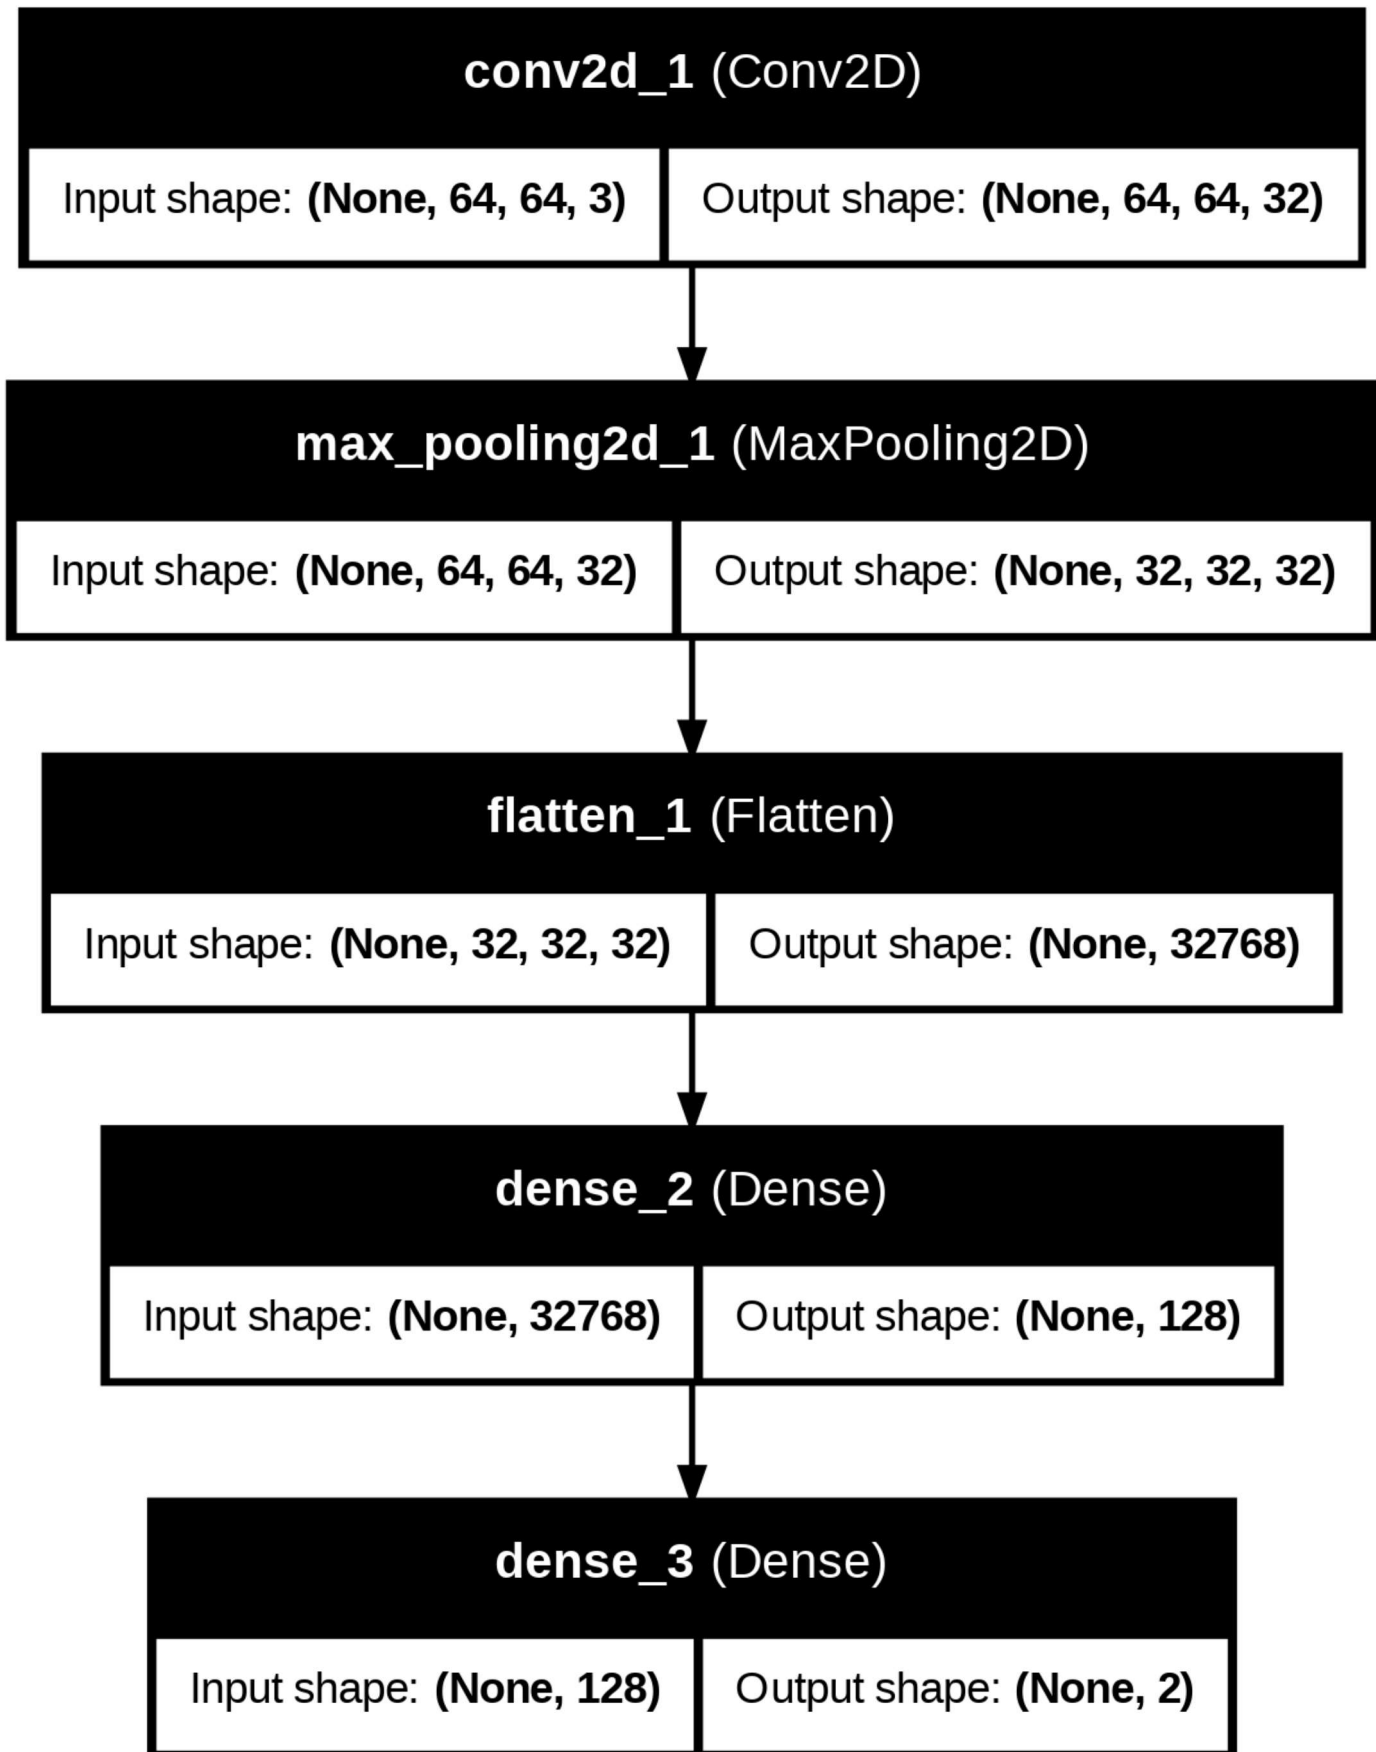 conv2d_1 (Conv2D)
Input shape: (None, 64, 64, 3) Output shape: (None, 64, 64, 32)
max_pooling2d_1 (MaxPooling2D)
Input shape: (None, 64, 64, 32) Output shape: (None, 32, 32, 32)
flatten_1 (Flatten)
Input shape: (None, 32, 32, 32) Output shape: (None, 32768)
dense_2 (Dense)
Input shape: (None, 32768) Output shape: (None, 128)
dense_3 (Dense)
Input shape: (None, 128) Output shape: (None, 2)